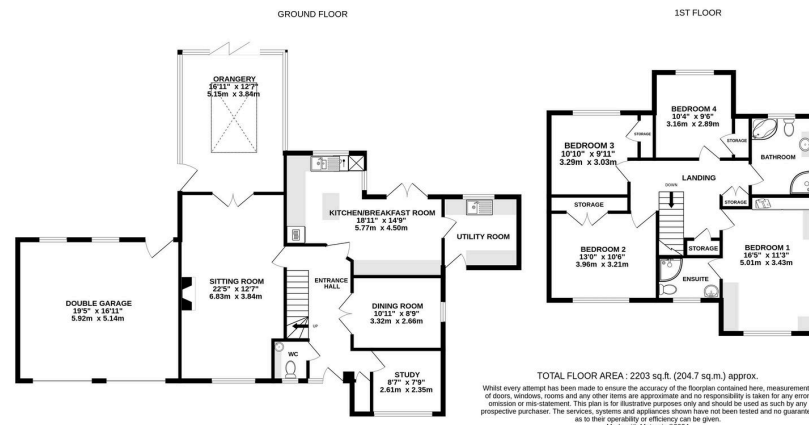 GROUND FLOOR
ORANGERY
16'11" x 12'7"
5.15m x 3.84m
KITCHEN/BREAKFAST ROOM
18'11" x 14'9"
5.77m x 4.50m
UTILITY ROOM
SITTING ROOM
22'5" x 12'7"
6.83m x 3.84m
ENTRANCE
HALL
DOUBLE GARAGE
19'5" x 16'11"
5.92m x 5.14m
DINING ROOM
10'11" x 8'9"
3.32m x 2.66m
UP
WC
STUDY
8'7" x 7'9"
2.61m x 2.35m
1ST FLOOR
BEDROOM 4
10'4" x 9'6"
3.16m x 2.89m
BEDROOM 3
10'10" x 9'11"
3.29m x 3.03m
STORAGE
STORAGE
BATHROOM
LANDING
DOWN
STORAGE
STORAGE
BEDROOM 2
13'0" x 10'6"
3.96m x 3.21m
STORAGE
BEDROOM 1
16'5" x 11'3"
5.01m x 3.43m
ENSUITE
TOTAL FLOOR AREA : 2203 sq.ft. (204.7 sq.m.) approx.
Whilst every attempt has been made to ensure the accuracy of the floorplan contained here, measurement
of doors, windows, rooms and any other items are approximate and no responsibility is taken for any error
omission or mis-statement. This plan is for illustrative purposes only and should be used as such by any
prospective purchaser. The services, systems and appliances shown have not been tested and no guarante
as to their operability or efficiency can be given.